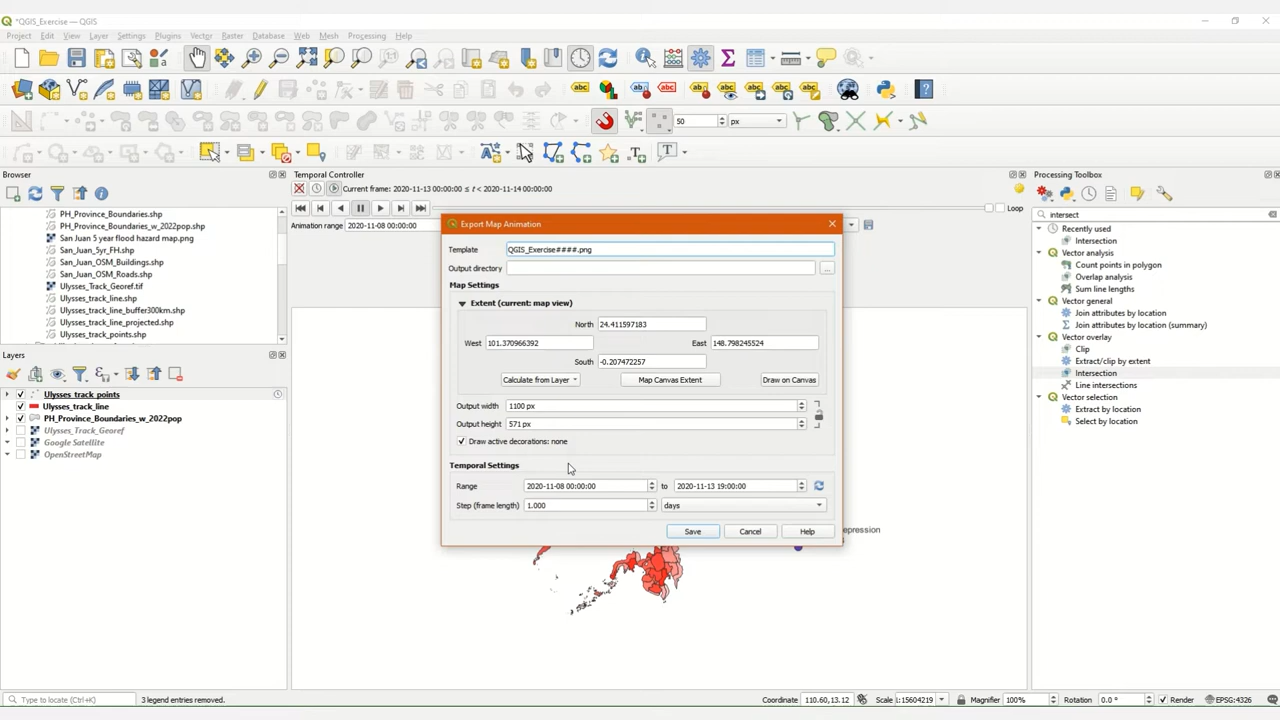 *QGIS_Exercise — QGIS
Project Edit View Layer Settings Plugins Vector Raster Database Web Mesh Processing Help
abc abc abc abc abc abc abc abc
50 px
Browser
PH_Province_Boundaries.shp
PH_Province_Boundaries_w_2022pop.shp
San Juan 5 year flood hazard map.png
San_Juan_5yr_FH.shp
San_Juan_OSM_Buildings.shp
San_Juan_OSM_Roads.shp
Ulysses_Track_Georef.tif
Ulysses_track_line.shp
Ulysses_track_line_buffer300km.shp
Ulysses_track_line_projected.shp
Ulysses_track_points.shp
Layers
Ulysses_track_points
Ulysses_track_line
PH_Province_Boundaries_w_2022pop
Ulysses_Track_Georef
Google Satellite
OpenStreetMap
Temporal Controller
Current frame: 2020-11-13 00:00:00 ≤ t < 2020-11-14 00:00:00
Loop
Animation range 2020-11-08 00:00:00
Export Map Animation
Template QGIS_Exercise####.png
Output directory ...
Map Settings
Extent (current: map view)
North 24.411597183
West 101.370966392 East 148.798245524
South -0.207472257
Calculate from Layer Map Canvas Extent Draw on Canvas
Output width 1100 px
Output height 571 px
Draw active decorations: none
Temporal Settings
Range 2020-11-08 00:00:00 to 2020-11-13 19:00:00
Step (frame length) 1.000 days
Save Cancel Help
epression
Processing Toolbox
intersect
Recently used
Intersection
Vector analysis
Count points in polygon
Overlap analysis
Sum line lengths
Vector general
Join attributes by location
Join attributes by location (summary)
Vector overlay
Clip
Extract/clip by extent
Intersection
Line intersections
Vector selection
Extract by location
Select by location
Type to locate (Ctrl+K) 3 legend entries removed. Coordinate 110.60, 13.12 Scale 1:15604219 Magnifier 100% Rotation 0.0 ° Render EPSG:4326